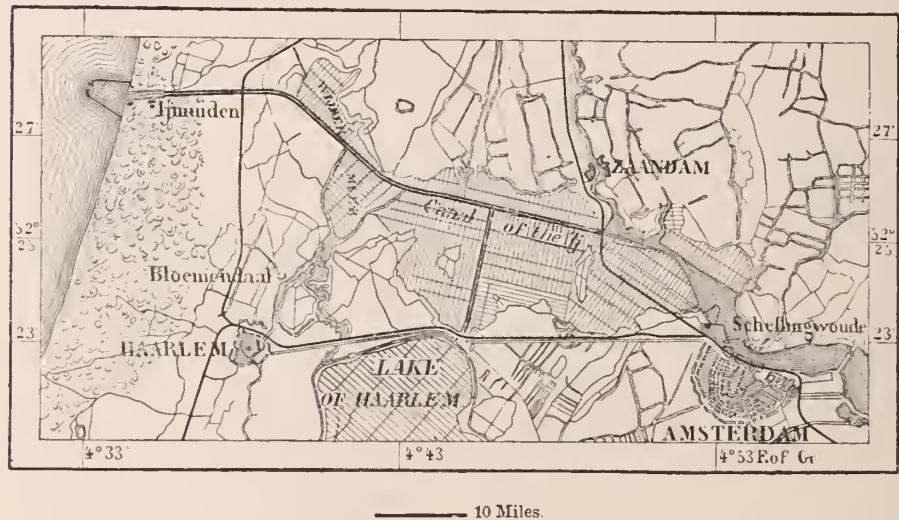 Ijmuiden
WIJKER
MEER
27'
27'
ZAANDAM
Canal
of the Ij
52°
25'
52°
25'
Bloemendaal
Schellingwoude
23'
23'
HAARLEM
LAKE
OF HAARLEM
AMSTERDAM
4°33'
4°43'
4°53' E.of Gr
10 Miles.